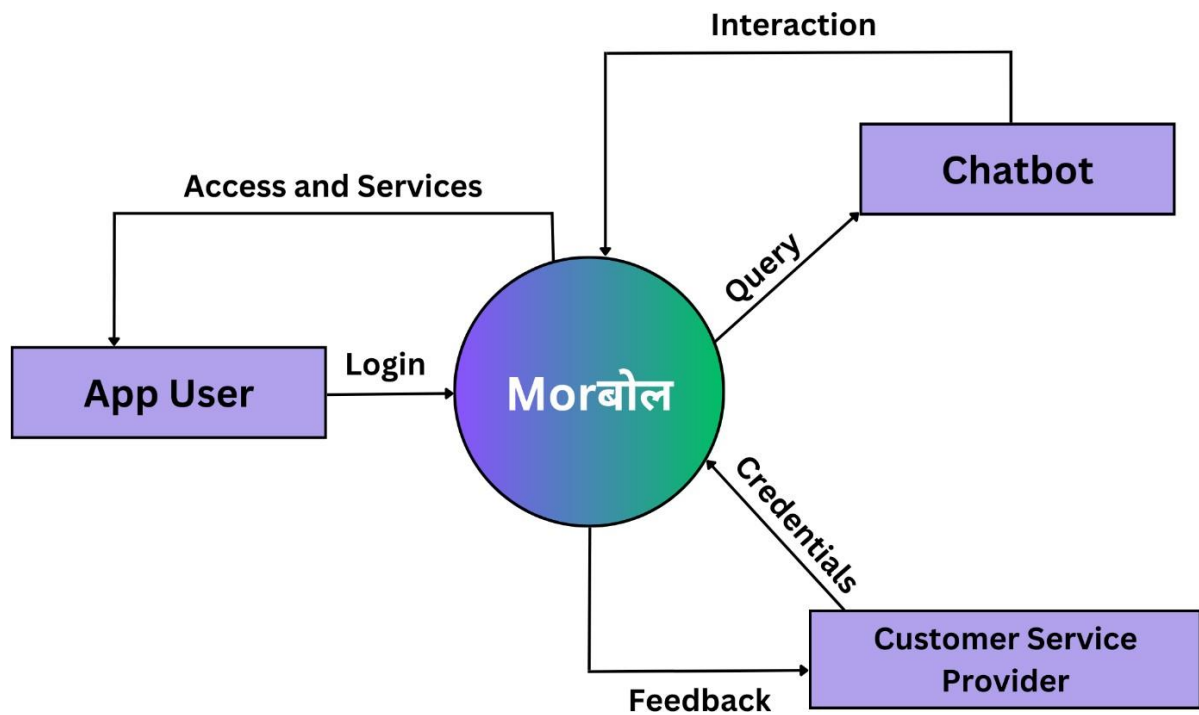 Interaction
Chatbot
Access and Services
Query
App User
Login
Morबोल
Credentials
Customer Service
Provider
Feedback